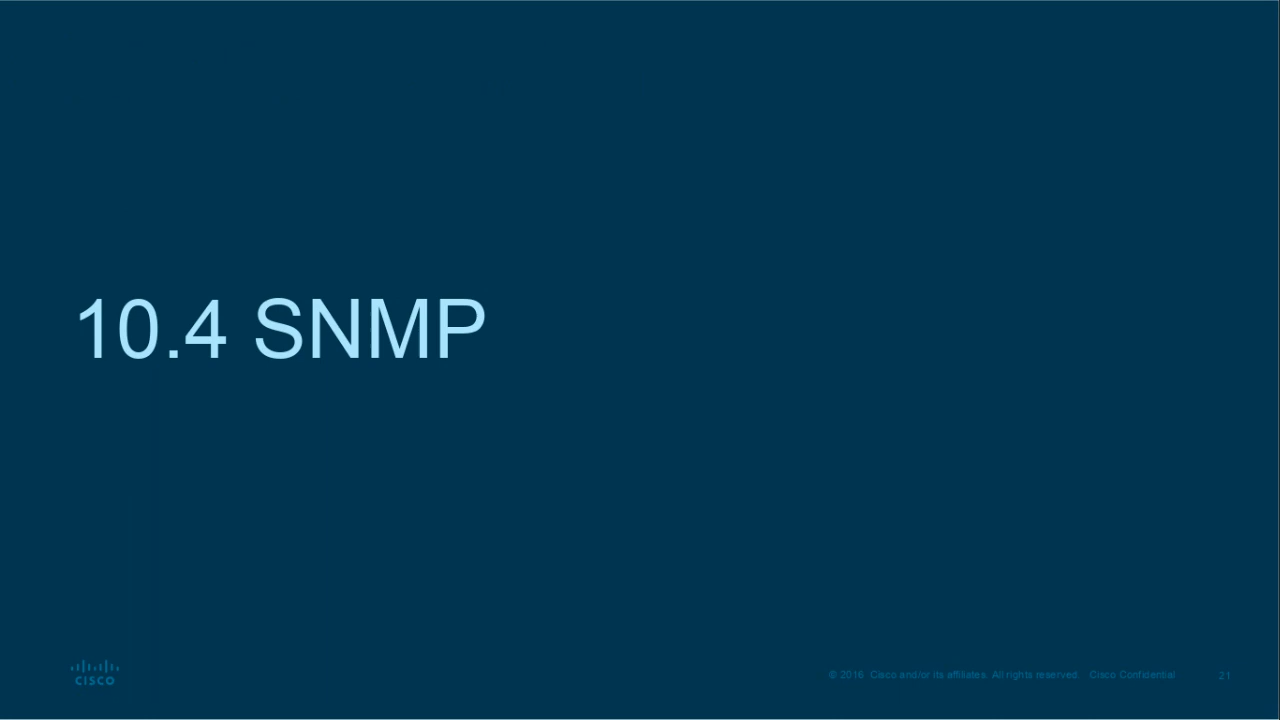 10.4 SNMP
CISCO
© 2016 Cisco and/or its affiliates. All rights reserved. Cisco Confidential
21